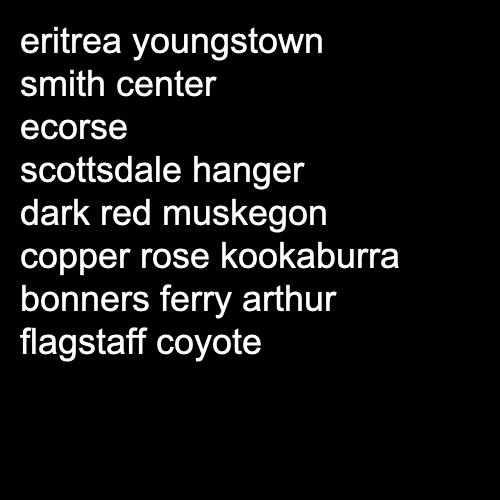 eritrea youngstown
smith center
ecorse
scottsdale hanger
dark red muskegon
copper rose kookaburra
bonners ferry arthur
flagstaff coyote